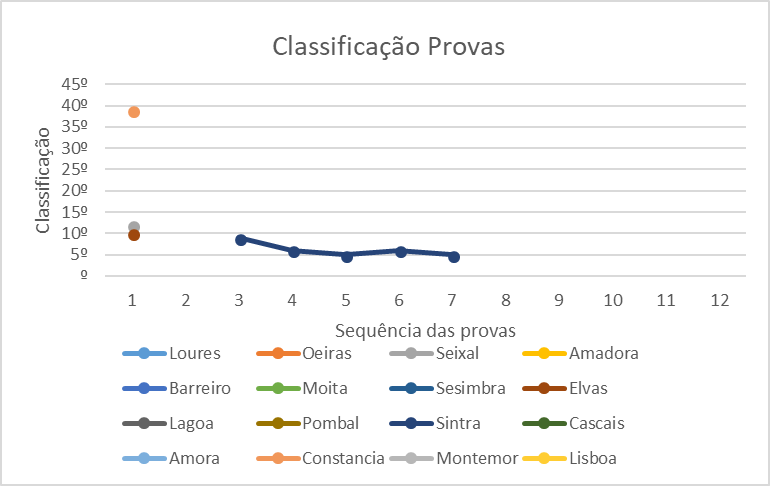 Classificação Provas
Classificação
45º
40º
35º
30º
25º
20º
15º
10º
5º
º
1 2 3 4 5 6 7 8 9 10 11 12
Sequência das provas
Loures Oeiras Seixal Amadora
Barreiro Moita Sesimbra Elvas
Lagoa Pombal Sintra Cascais
Amora Constancia Montemor Lisboa